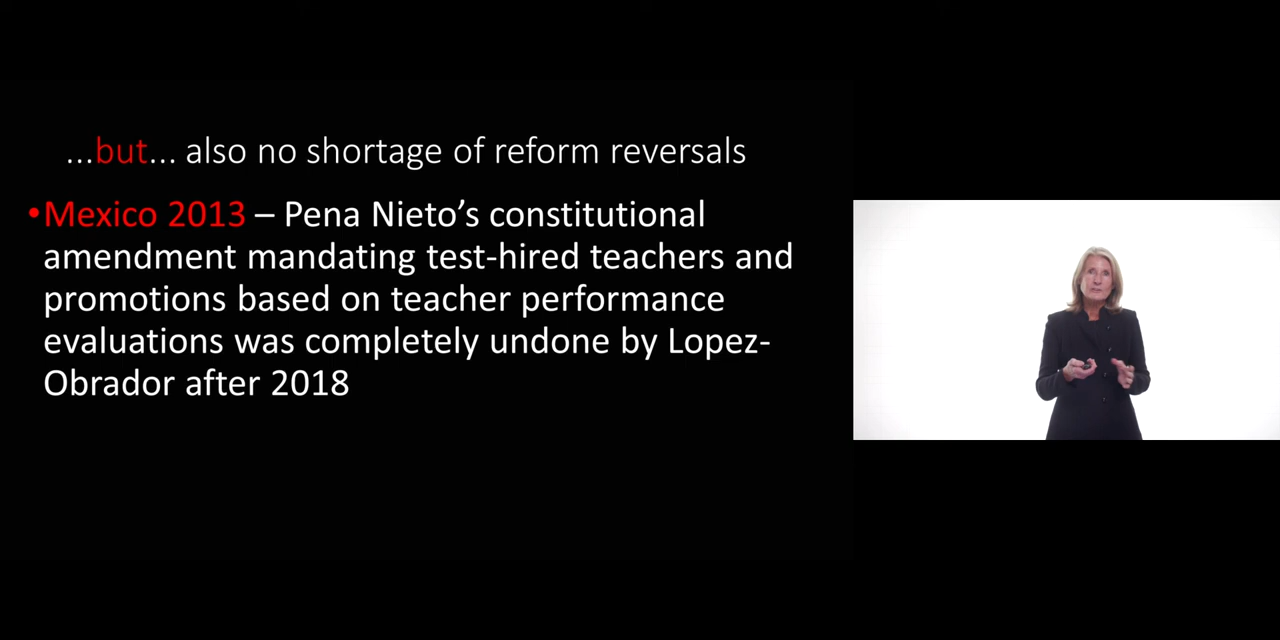 ...but... also no shortage of reform reversals
•Mexico 2013 – Pena Nieto’s constitutional
amendment mandating test-hired teachers and
promotions based on teacher performance
evaluations was completely undone by Lopez-
Obrador after 2018